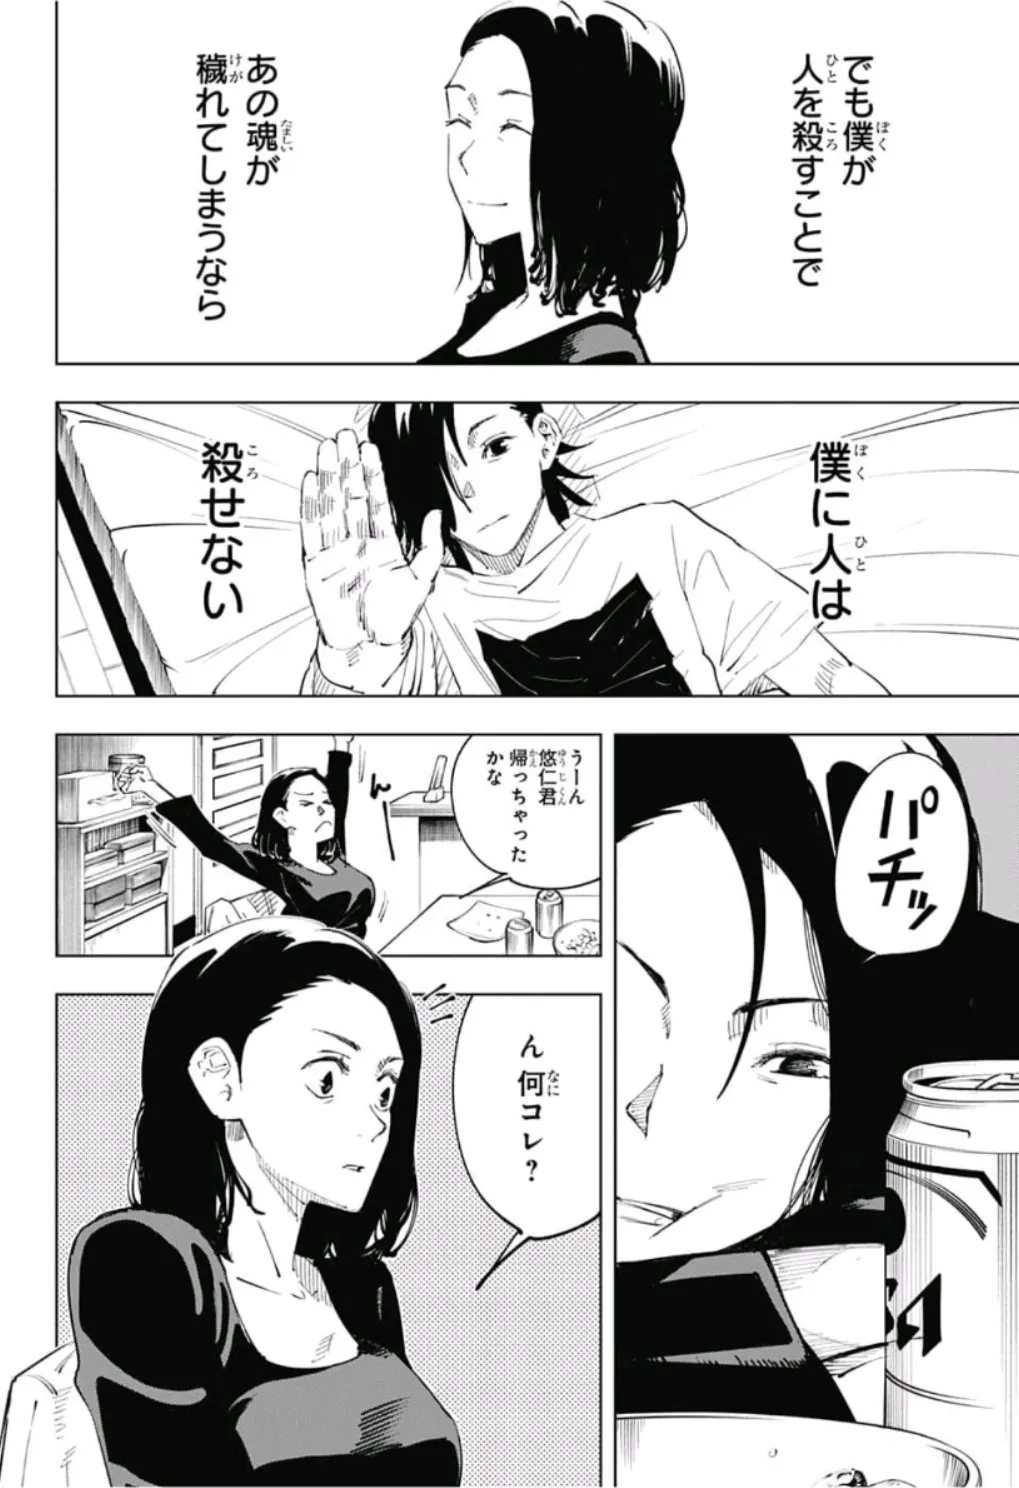 でも僕が
人を殺すことで
あの魂が
穢れてしまうなら
僕に人は
殺せない
パチッ
うーん
悠仁君
帰っちゃった
かな
ん
ん 何コレ？